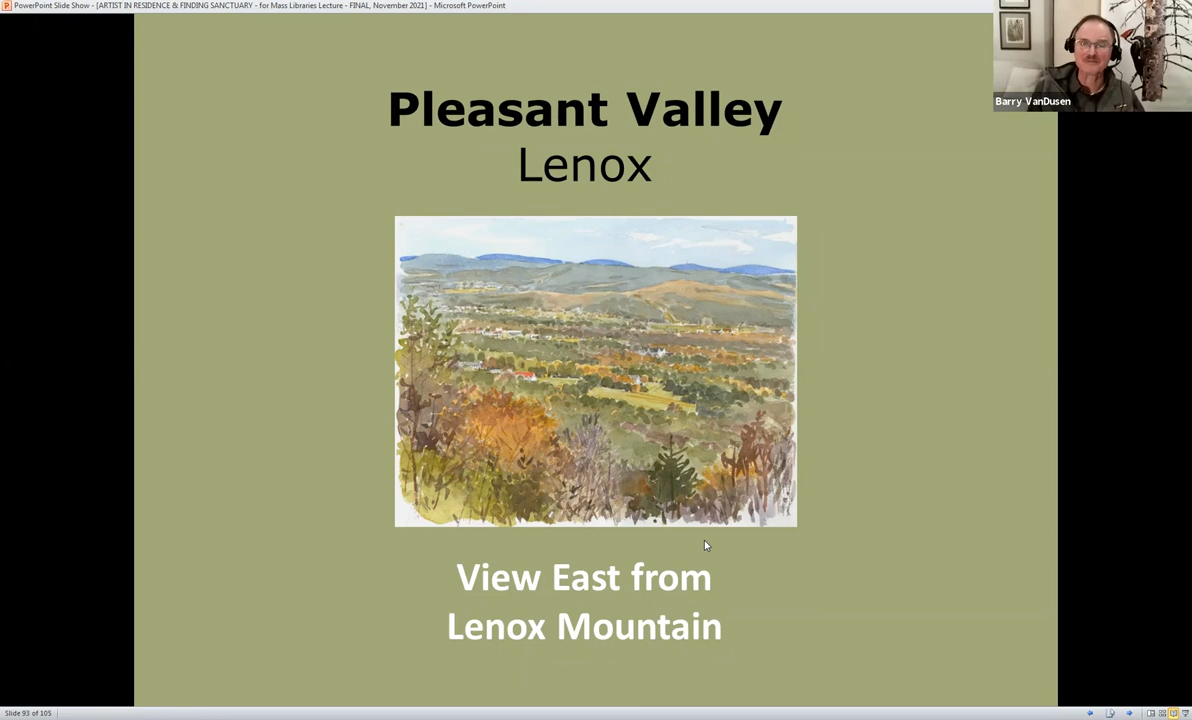 PowerPoint Slide Show - [ARTIST IN RESIDENCE & FINDING SANCTUARY - for Mass Libraries Lecture - FINAL, November 2021] - Microsoft PowerPoint
Barry VanDusen
Pleasant Valley
Lenox
View East from
Lenox Mountain
Slide 93 of 105